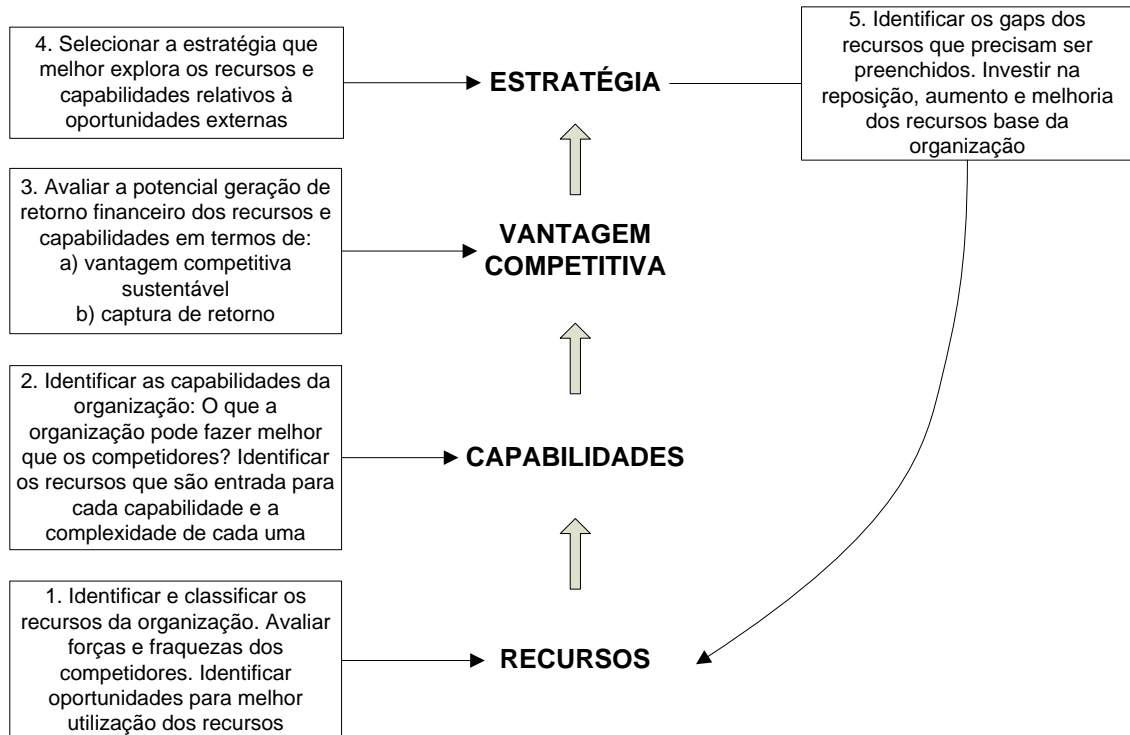 4. Selecionar a estratégia que
melhor explora os recursos e
capabilidades relativos à
oportunidades externas
ESTRATÉGIA
5. Identificar os gaps dos
recursos que precisam ser
preenchidos. Investir na
reposição, aumento e melhoria
dos recursos base da
organização
3. Avaliar a potencial geração de
retorno financeiro dos recursos e
capabilidades em termos de:
a) vantagem competitiva
sustentável
b) captura de retorno
VANTAGEM
COMPETITIVA
2. Identificar as capabilidades da
organização: O que a
organização pode fazer melhor
que os competidores? Identificar
os recursos que são entrada para
cada capabilidade e a
complexidade de cada uma
CAPABILIDADES
1. Identificar e classificar os
recursos da organização. Avaliar
forças e fraquezas dos
competidores. Identificar
oportunidades para melhor
utilização dos recursos
RECURSOS